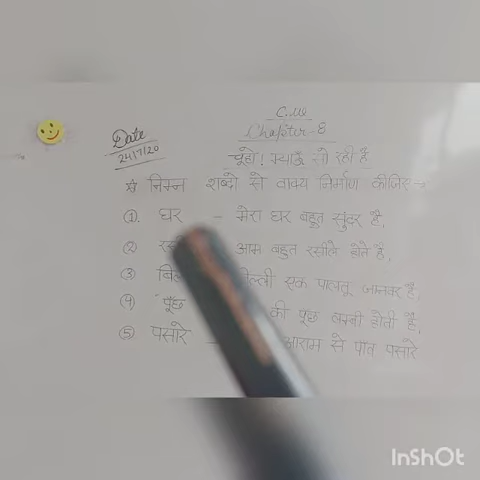 C.W
Chapter-8
Date
24/7/20
चूहो! म्याऊँ सो रही है
निम्न शब्दो से वाक्य निर्माण कीजिए →
①. घर - मेरा घर बहुत सुंदर है,
② आम बहुत रसीले होते है,
③ एक पालतू जानवर है,
④ पूँछ की पूँछ लम्बी होती है,
⑤ पसारे - आराम से पाँव पसारे
InShOt